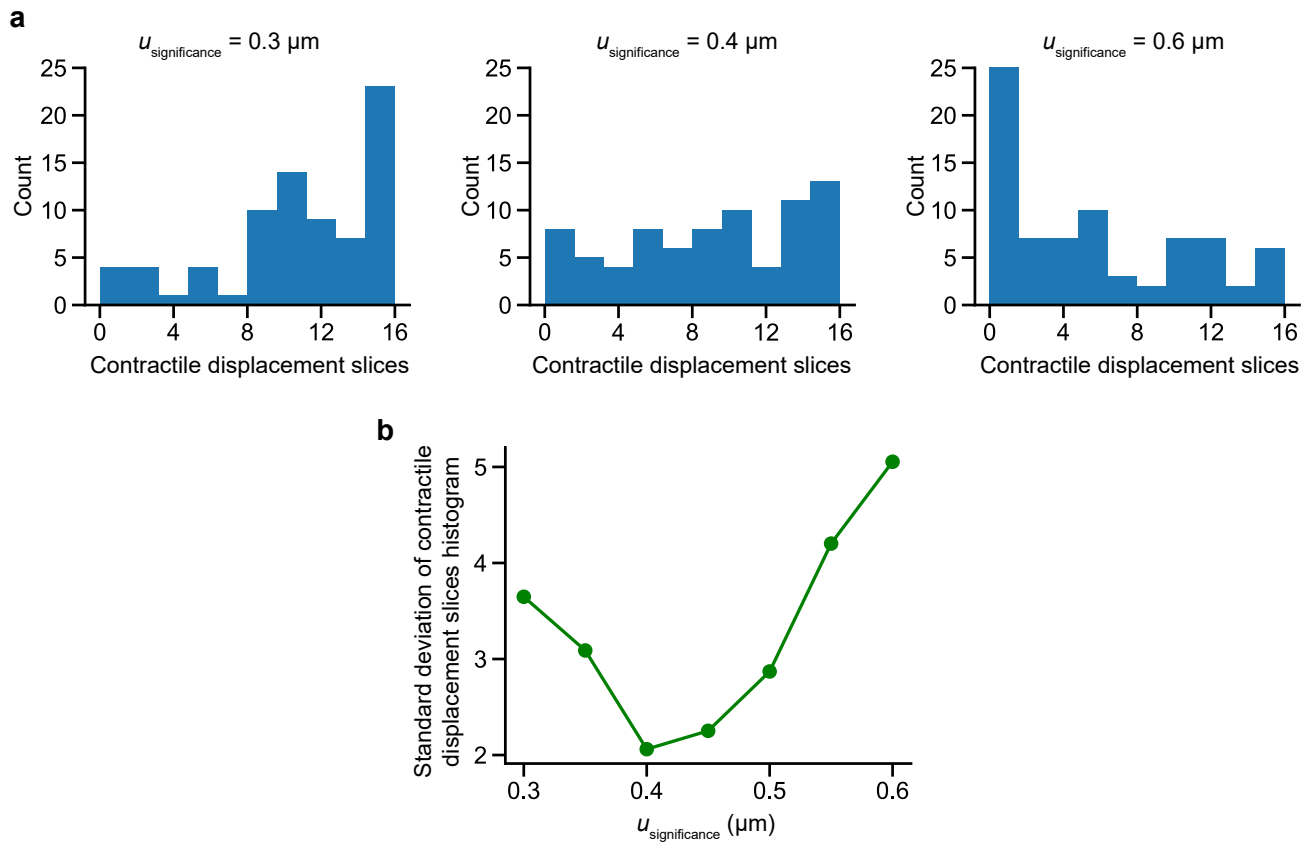 a
u significance = 0.3 µm
u significance = 0.4 µm
u significance = 0.6 µm
Count
25
20
15
10
5
0
0 4 8 12 16
Contractile displacement slices
Count
25
20
15
10
5
0
0 4 8 12 16
Contractile displacement slices
Count
25
20
15
10
5
0
0 4 8 12 16
Contractile displacement slices
b
Standard deviation of contractile
displacement slices histogram
5
4
3
2
0.3 0.4 0.5 0.6
u significance (µm)